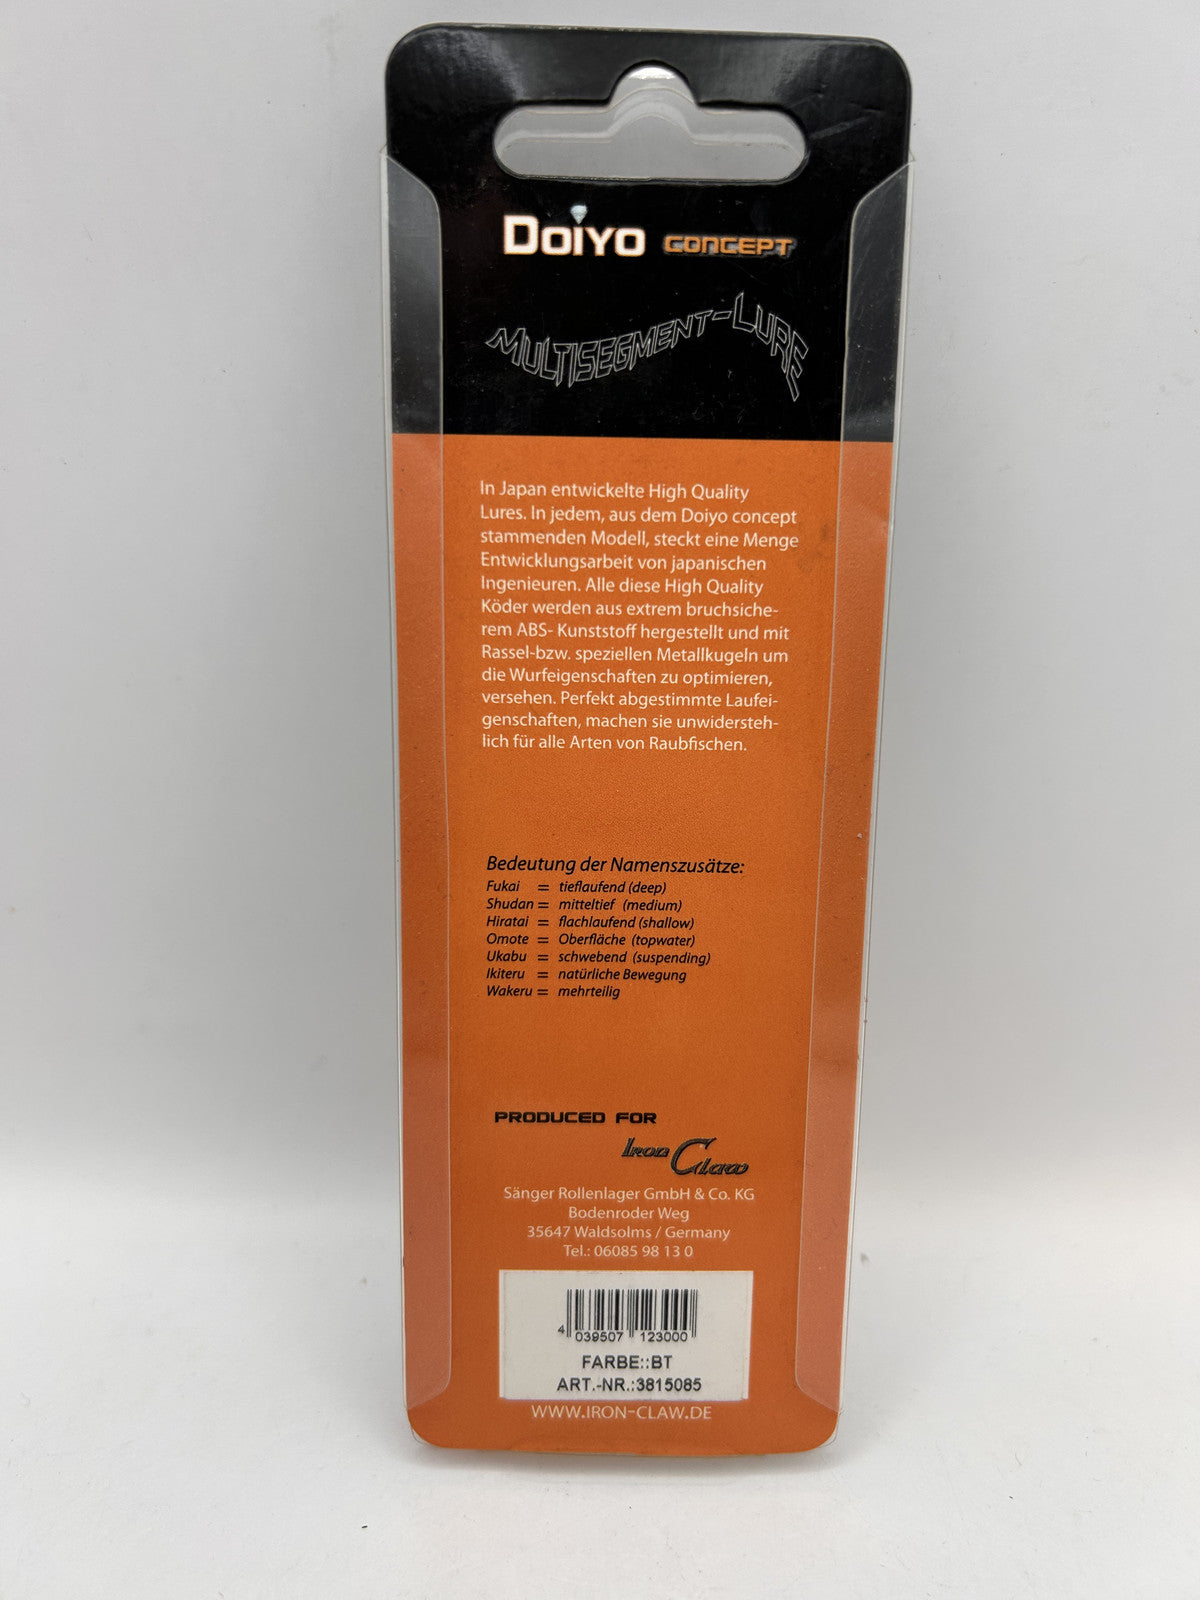 DOIYO CONCEPT
MULTISEGMENT-LURE
In Japan entwickelte High Quality
Lures. In jedem, aus dem Doiyo concept
stammenden Modell, steckt eine Menge
Entwicklungsarbeit von japanischen
Ingenieuren. Alle diese High Quality
Köder werden aus extrem bruchsiche-
rem ABS- Kunststoff hergestellt und mit
Rassel-bzw. speziellen Metallkugeln um
die Wurfeigenschaften zu optimieren,
versehen. Perfekt abgestimmte Laufei-
genschaften, machen sie unwidersteh-
lich für alle Arten von Raubfischen.
Bedeutung der Namenszusätze:
Fukai = tieflaufend (deep)
Shudan = mitteltief (medium)
Hiratai = flachlaufend (shallow)
Omote = Oberfläche (topwater)
Ukabu = schwebend (suspending)
Ikiteru = natürliche Bewegung
Wakeru = mehrteilig
PRODUCED FOR
Iron Claw
Sänger Rollenlager GmbH & Co. KG
Bodenroder Weg
35647 Waldsolms / Germany
Tel.: 06085 98 13 0
4 039507 123000
FARBE::BT
ART.-NR.:3815085
WWW.IRON-CLAW.DE